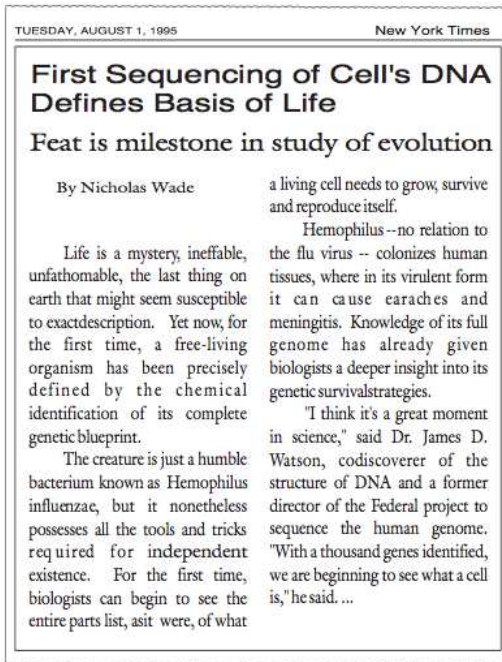 TUESDAY, AUGUST 1, 1995
New York Times
First Sequencing of Cell's DNA
Defines Basis of Life
Feat is milestone in study of evolution
By Nicholas Wade
Life is a mystery, ineffable,
unfathomable, the last thing on
earth that might seem susceptible
to exactdescription. Yet now, for
the first time, a free-living
organism has been precisely
defined by the chemical
identification of its complete
genetic blueprint.
The creature is just a humble
bacterium known as Hemophilus
influenzae, but it nonetheless
possesses all the tools and tricks
required for independent
existence. For the first time,
biologists can begin to see the
entire parts list, asit were, of what
a living cell needs to grow, survive
and reproduce itself.
Hemophilus --no relation to
the flu virus -- colonizes human
tissues, where in its virulent form
it can cause earaches and
meningitis. Knowledge of its full
genome has already given
biologists a deeper insight into its
genetic survivalstrategies.
"I think it's a great moment
in science," said Dr. James D.
Watson, codiscoverer of the
structure of DNA and a former
director of the Federal project to
sequence the human genome.
"With a thousand genes identified,
we are beginning to see what a cell
is," he said. ...